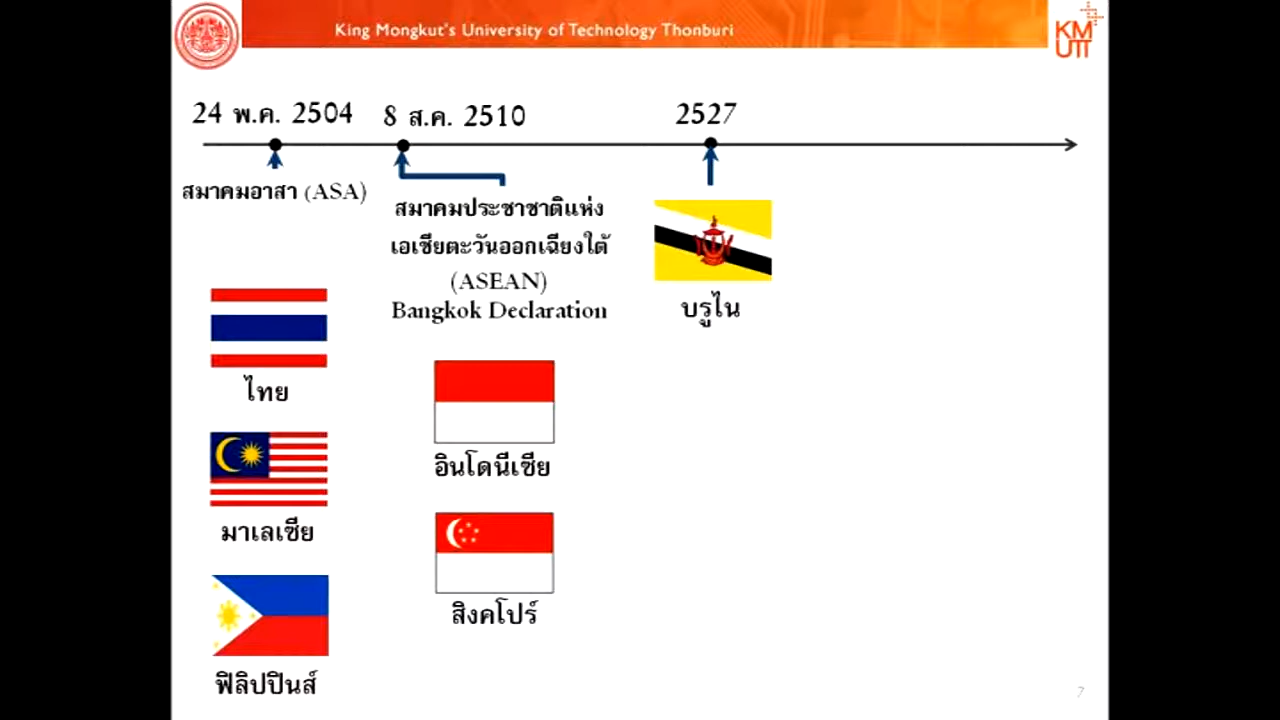 King Mongkut's University of Technology Thonburi
KM
UTT
24 พ.ค. 2504
8 ส.ค. 2510
2527
สมาคมอาสา (ASA)
สมาคมประชาชาติแห่ง
เอเซียตะวันออกเฉียงใต้
(ASEAN)
Bangkok Declaration
บรูไน
ไทย
อินโดนีเซีย
มาเลเซีย
สิงคโปร์
ฟิลิปปินส์
7